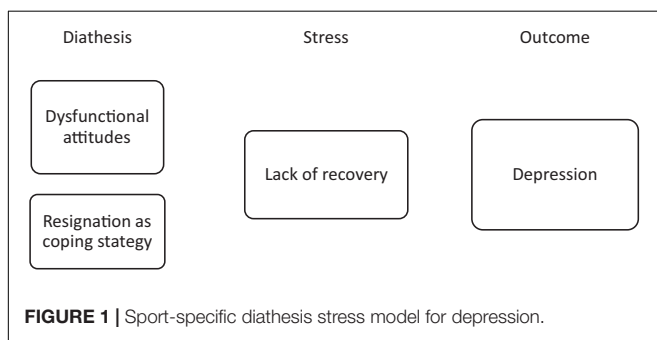 Diathesis
Stress
Outcome
Dysfunctional
attitudes
Lack of recovery
Depression
Resignation as
coping stategy
FIGURE 1 | Sport-specific diathesis stress model for depression.